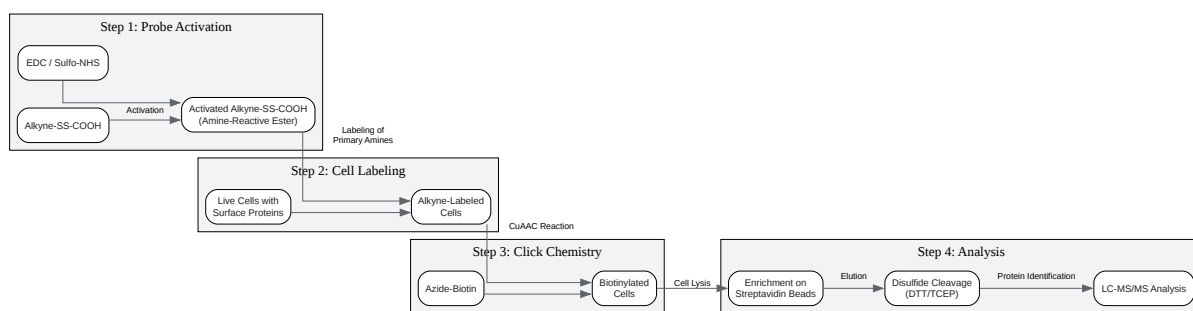 Step 1: Probe Activation
EDC / Sulfo-NHS
Alkyne-SS-COOH
Activation
Activated Alkyne-SS-COOH
(Amine-Reactive Ester)
Labeling of
Primary Amines
Step 2: Cell Labeling
Live Cells with
Surface Proteins
Alkyne-Labeled
Cells
CuAAC Reaction
Step 3: Click Chemistry
Azide-Biotin
Biotinylated
Cells
Cell Lysis
Step 4: Analysis
Enrichment on
Streptavidin Beads
Elution
Disulfide Cleavage
(DTT/TCEP)
Protein Identification
LC-MS/MS Analysis